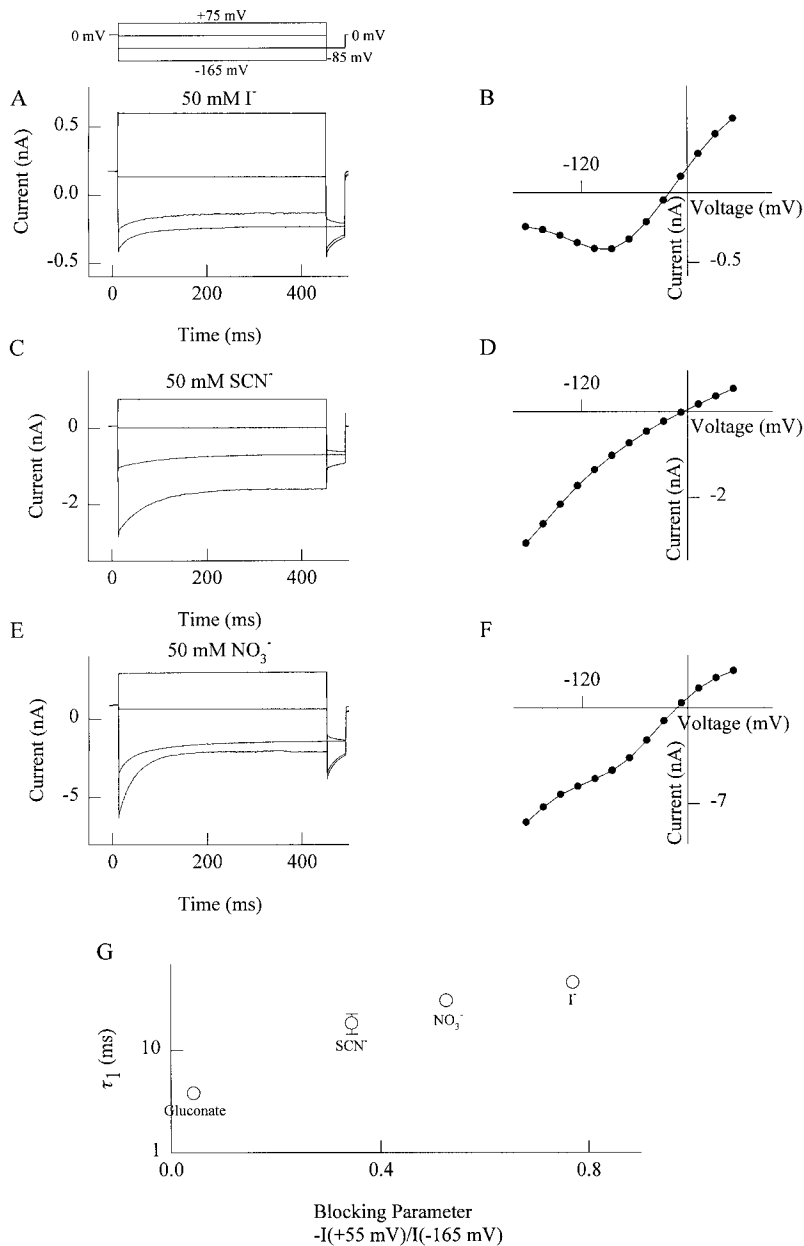 +75 mV
0 mV
0 mV
-85 mV
-165 mV
A
50 mM I-
0.5
0.0
-0.5
Current (nA)
0
200
400
Time (ms)
B
-120
Voltage (mV)
Current (nA)
-0.5
C
50 mM SCN-
0
-2
Current (nA)
0
200
400
Time (ms)
D
-120
Voltage (mV)
Current (nA)
-2
E
50 mM NO3-
0
-5
Current (nA)
0
200
400
Time (ms)
F
-120
Voltage (mV)
Current (nA)
-7
G
τ1 (ms)
10
1
Gluconate
SCN-
NO3-
I-
0.0
0.4
0.8
Blocking Parameter
-I(+55 mV)/I(-165 mV)